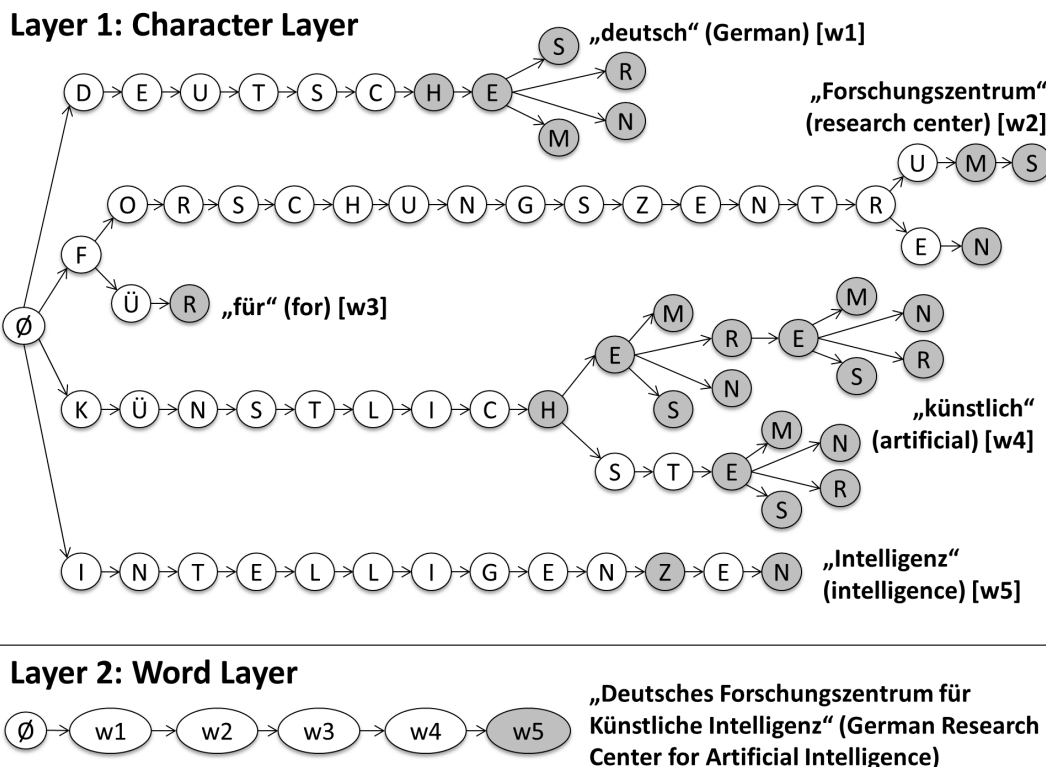 Layer 1: Character Layer
S „deutsch“ (German) [w1]
D E U T S C H E R
N
M
„Forschungszentrum“
(research center) [w2]
U M S
O R S C H U N G S Z E N T R
F
E N
Ü R „für“ (for) [w3]
Ø
M M N
E R E
N S R
S
K Ü N S T L I C H
„künstlich“
(artificial) [w4]
M N
S T E
R
S
I N T E L L I G E N Z E N
„Intelligenz“
(intelligence) [w5]
Layer 2: Word Layer
Ø w1 w2 w3 w4 w5
„Deutsches Forschungszentrum für
Künstliche Intelligenz“ (German Research
Center for Artificial Intelligence)